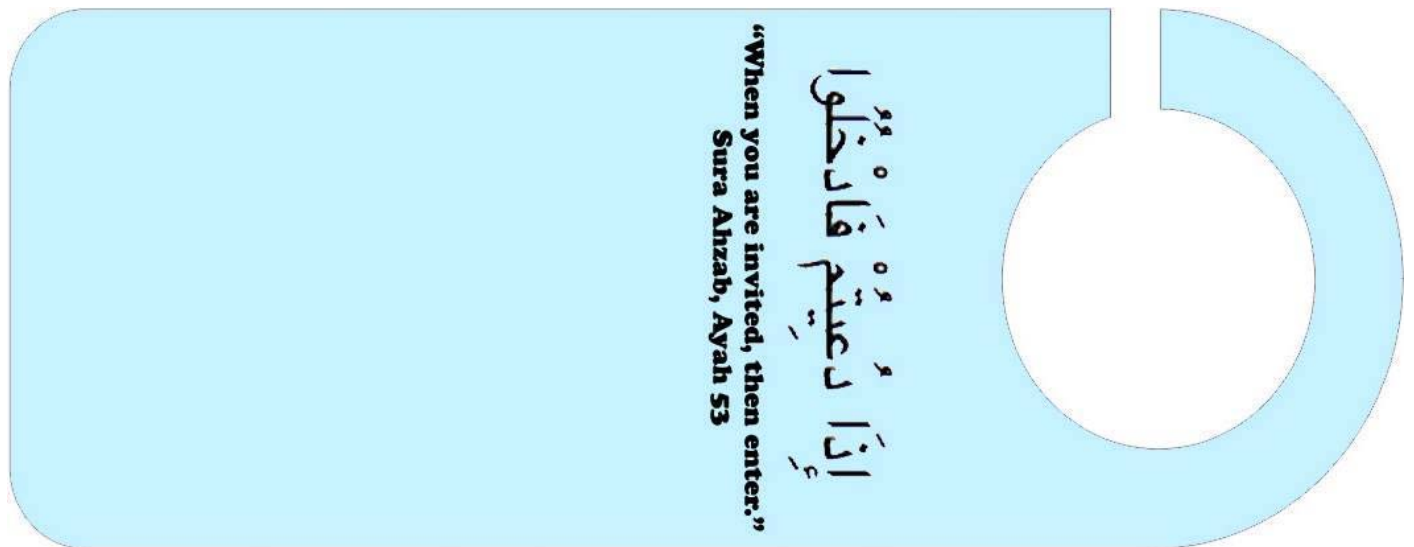 إِذَا دُعِيتُمْ فَادْخُلُوا
“When you are invited, then enter.”
Sura Ahzab, Ayah 53